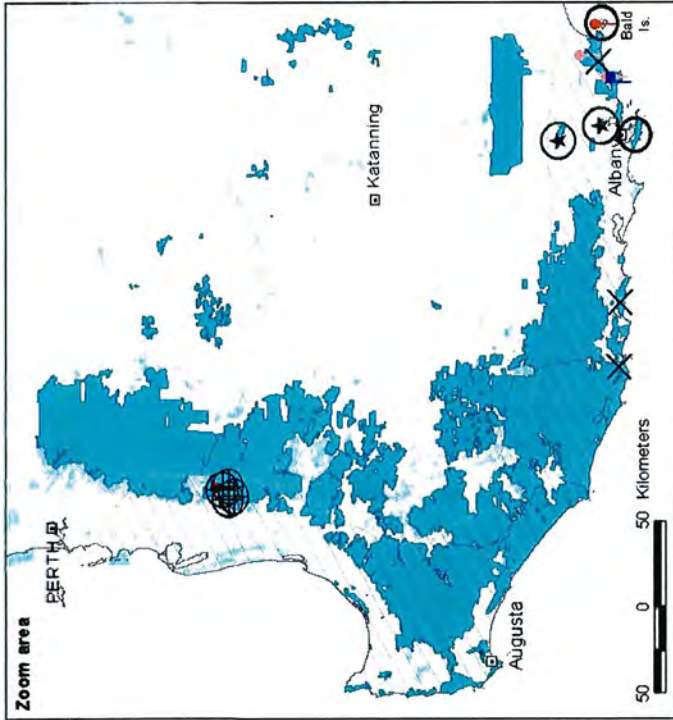 Zoom area
PERTH
Katanning
Albany
Bald
Is.
Augusta
50 0 50
Kilometers